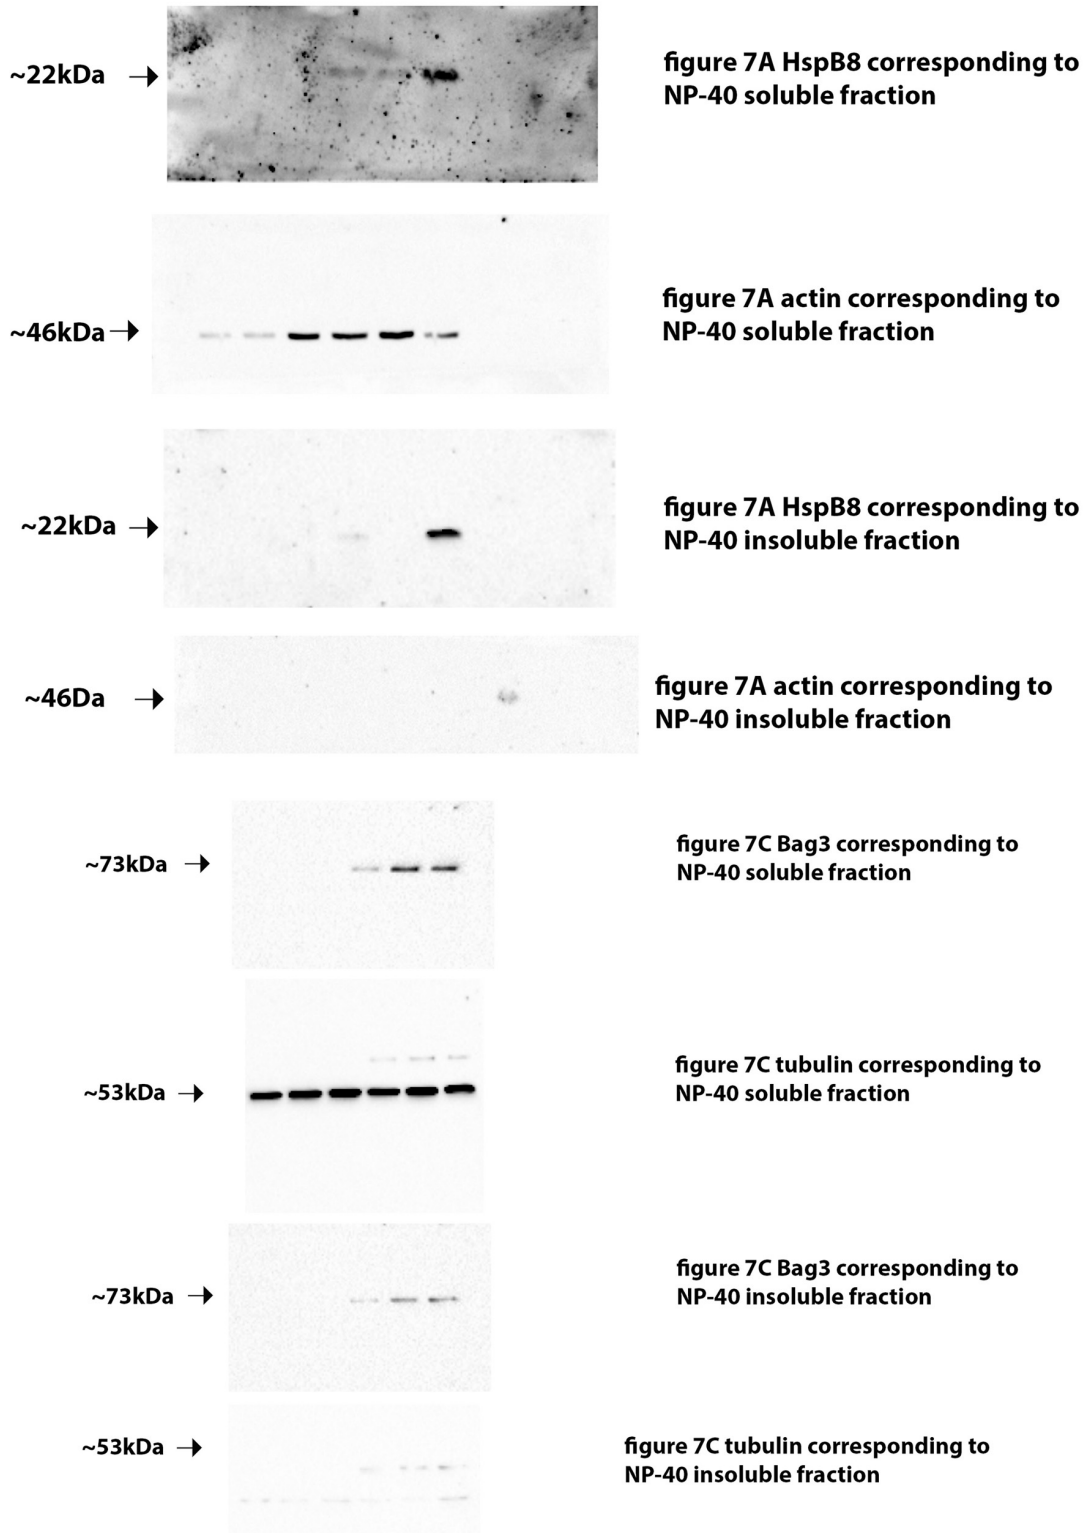 ~22kDa
figure 7A HspB8 corresponding to
NP-40 soluble fraction
~46kDa
figure 7A actin corresponding to
NP-40 soluble fraction
~22kDa
figure 7A HspB8 corresponding to
NP-40 insoluble fraction
~46Da
figure 7A actin corresponding to
NP-40 insoluble fraction
~73kDa
figure 7C Bag3 corresponding to
NP-40 soluble fraction
~53kDa
figure 7C tubulin corresponding to
NP-40 soluble fraction
~73kDa
figure 7C Bag3 corresponding to
NP-40 insoluble fraction
~53kDa
figure 7C tubulin corresponding to
NP-40 insoluble fraction